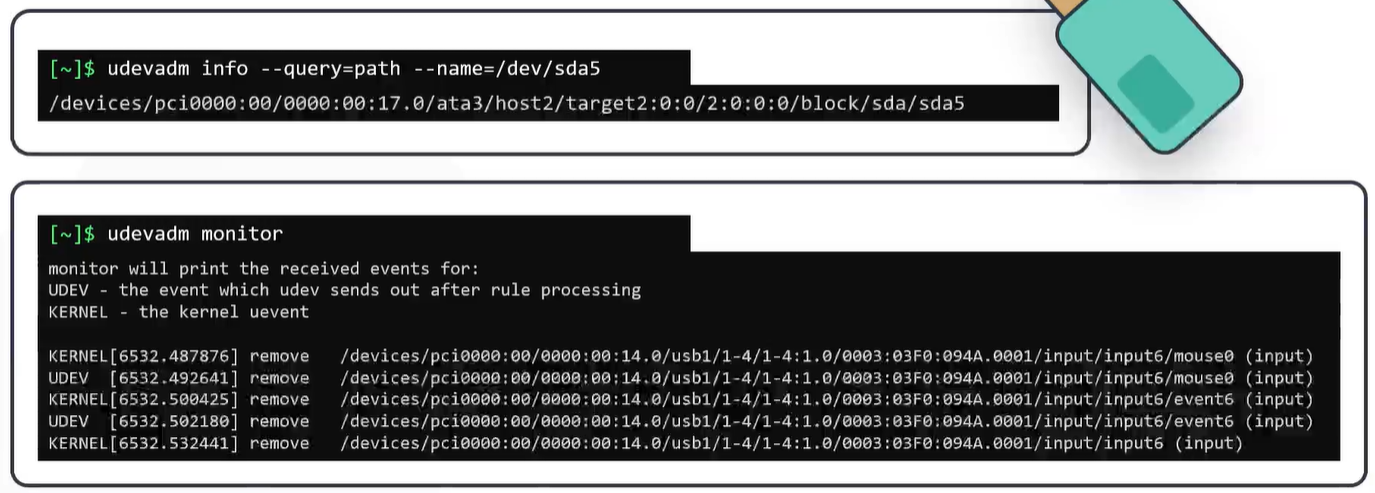 [~]$ udevadm info --query=path --name=/dev/sda5
/devices/pci0000:00/0000:00:17.0/ata3/host2/target2:0:0/2:0:0:0/block/sda/sda5
[~]$ udevadm monitor
monitor will print the received events for:
UDEV - the event which udev sends out after rule processing
KERNEL - the kernel uevent
KERNEL[6532.487876] remove   /devices/pci0000:00/0000:00:14.0/usb1/1-4/1-4:1.0/0003:03F0:094A.0001/input/input6/mouse0 (input)
UDEV  [6532.492641] remove   /devices/pci0000:00/0000:00:14.0/usb1/1-4/1-4:1.0/0003:03F0:094A.0001/input/input6/mouse0 (input)
KERNEL[6532.500425] remove   /devices/pci0000:00/0000:00:14.0/usb1/1-4/1-4:1.0/0003:03F0:094A.0001/input/input6/event6 (input)
UDEV  [6532.502180] remove   /devices/pci0000:00/0000:00:14.0/usb1/1-4/1-4:1.0/0003:03F0:094A.0001/input/input6/event6 (input)
KERNEL[6532.532441] remove   /devices/pci0000:00/0000:00:14.0/usb1/1-4/1-4:1.0/0003:03F0:094A.0001/input/input6 (input)